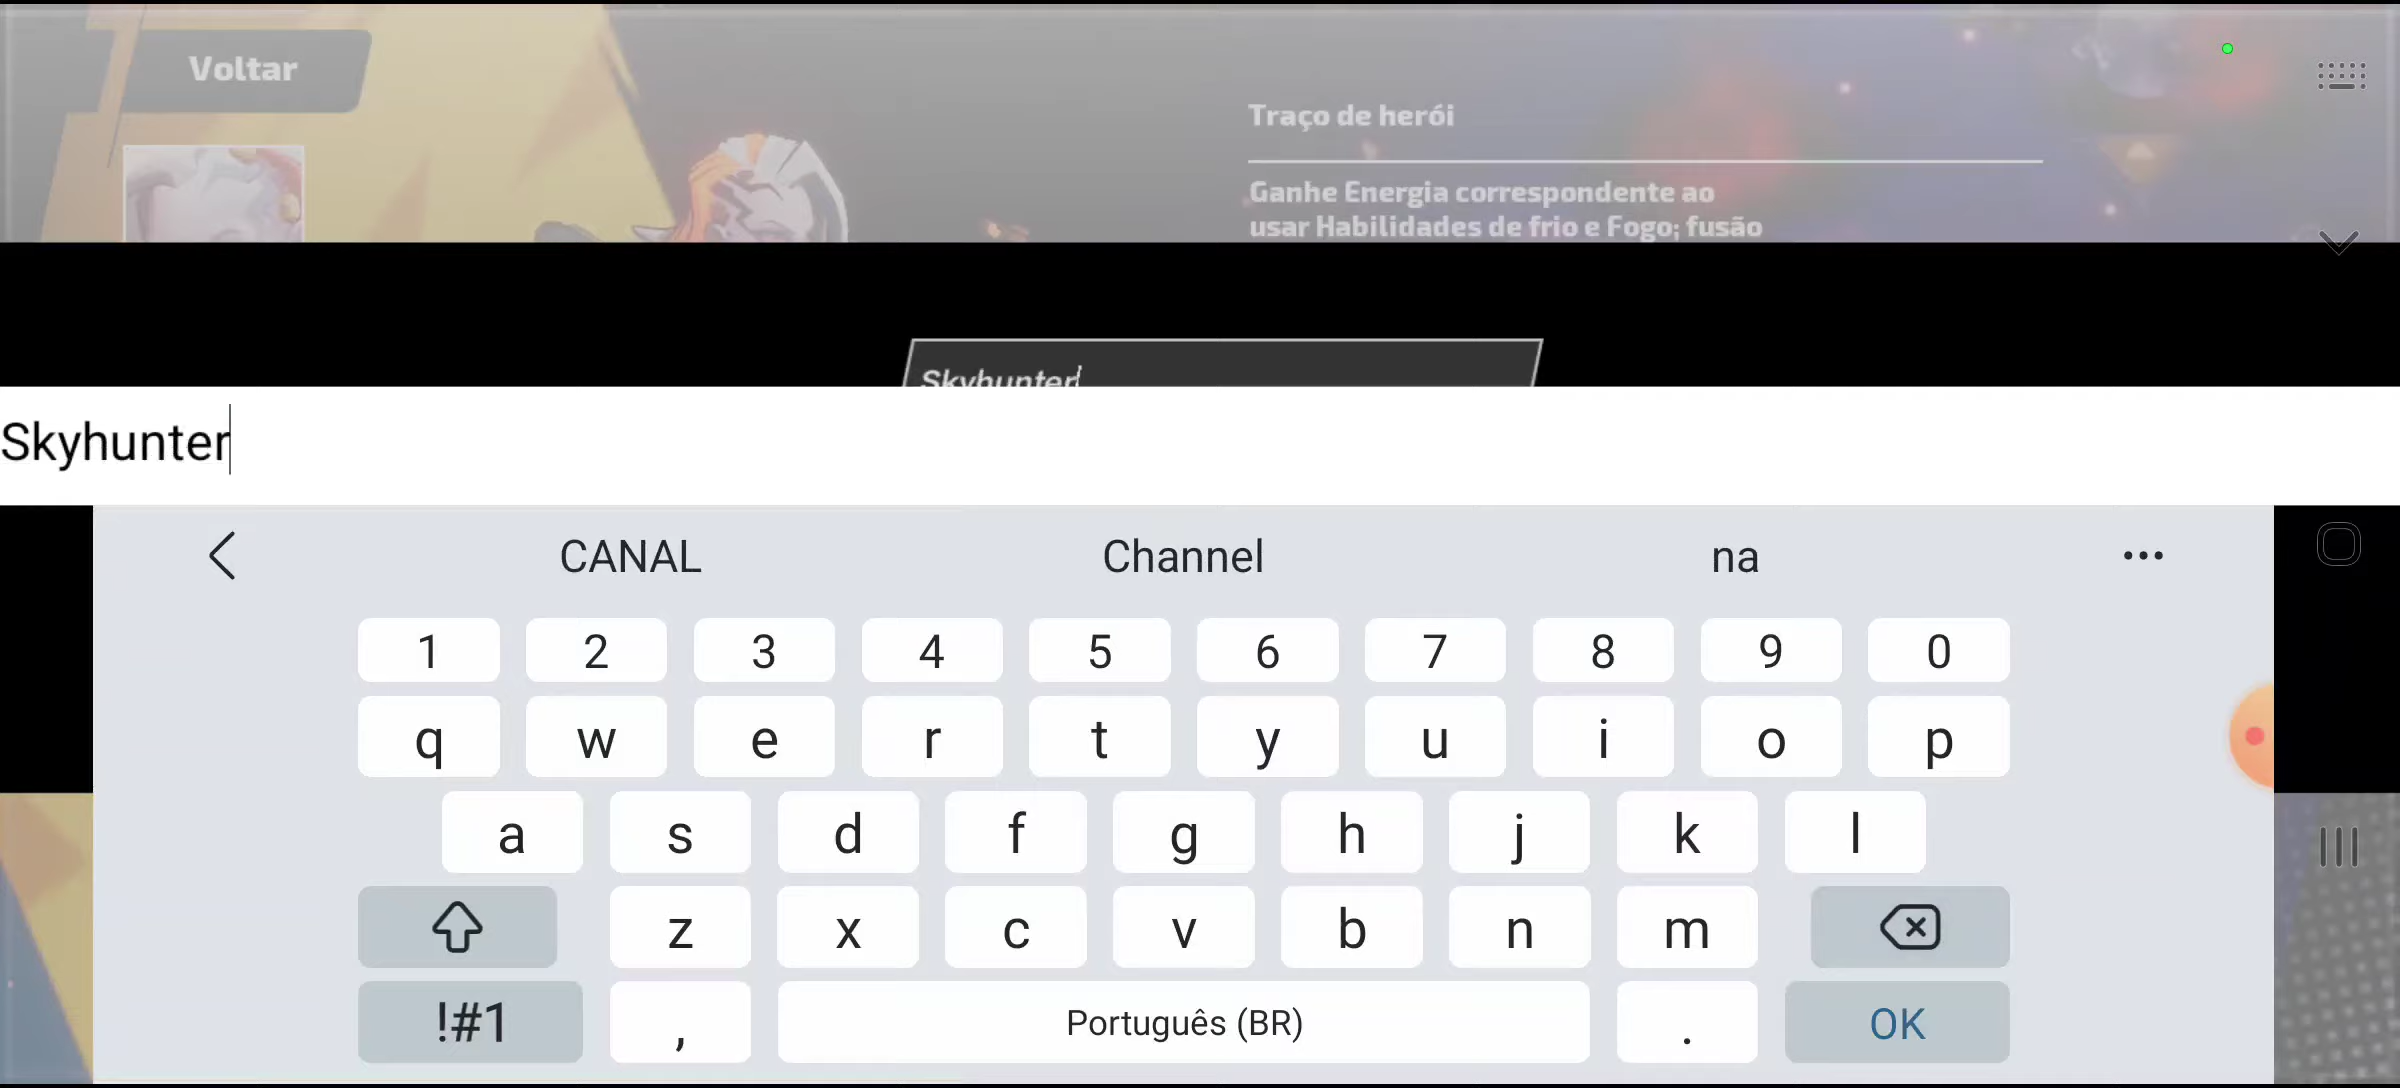 Voltar
Traço de herói
Ganhe Energia correspondente ao
usar Habilidades de frio e Fogo; fusão
Skyhunter
Skyhunter
CANAL Channel na
1 2 3 4 5 6 7 8 9 0
q w e r t y u i o p
a s d f g h j k l
z x c v b n m
!#1 , Português (BR) . OK